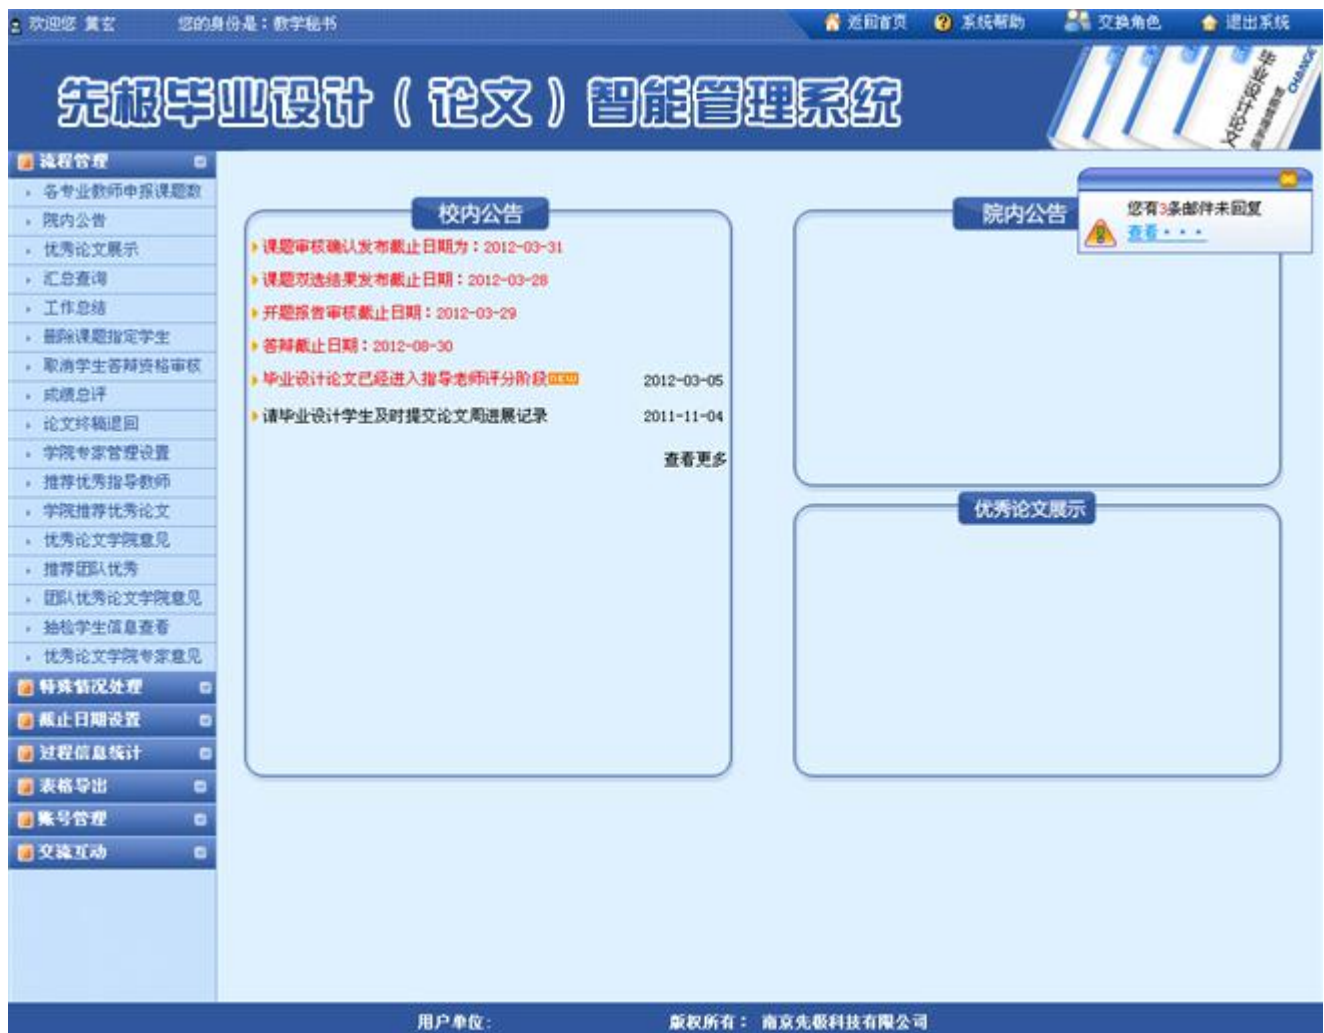 欢迎您 黄玄 您的身份是：教学秘书 返回首页 系统帮助 交换角色 退出系统
先极毕业设计（论文）智能管理系统
毕业设计论文
CHANGE
流程管理
各专业教师申报课题数
院内公告
优秀论文展示
汇总查询
工作总结
删除课题指定学生
取消学生答辩资格审核
成绩总评
论文终稿退回
学院专家管理设置
推荐优秀指导教师
学院推荐优秀论文
优秀论文学院意见
推荐团队优秀
团队优秀论文学院意见
抽检学生信息查看
优秀论文学院专家意见
特殊情况处理
截止日期设置
过程信息统计
表格导出
账号管理
交流互动
校内公告
课题审核确认发布截止日期为：2012-03-31
课题双选结果发布截止日期：2012-03-28
开题报告审核截止日期：2012-03-29
答辩截止日期：2012-08-30
毕业设计论文已经进入指导老师评分阶段NEW 2012-03-05
请毕业设计学生及时提交论文周进展记录 2011-11-04
查看更多
院内公告
您有3条邮件未回复
查看···
优秀论文展示
用户单位： 版权所有： 南京先极科技有限公司